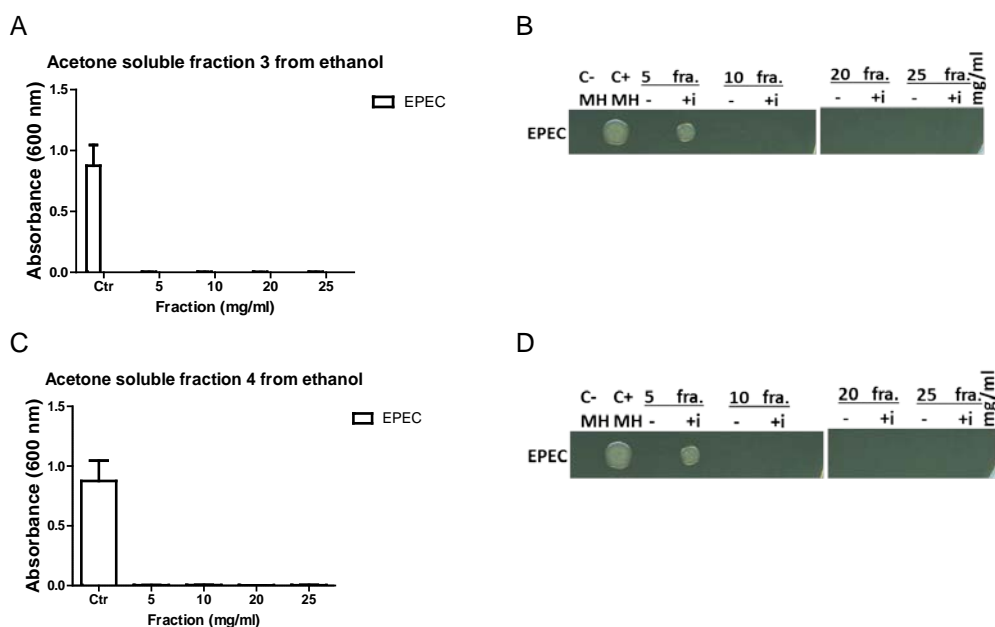 A
Acetone soluble fraction 3 from ethanol
Absorbance (600 nm)
1.5
1.0
0.5
0.0
Ctr 5 10 20 25
Fraction (mg/ml)
EPEC
B
C- C+ 5 fra. 10 fra. 20 fra. 25 fra. mg/ml
MH MH - +i - +i - +i - +i
EPEC
C
Acetone soluble fraction 4 from ethanol
Absorbance (600 nm)
1.5
1.0
0.5
0.0
Ctr 5 10 20 25
Fraction (mg/ml)
EPEC
D
C- C+ 5 fra. 10 fra. 20 fra. 25 fra. mg/ml
MH MH - +i - +i - +i - +i
EPEC